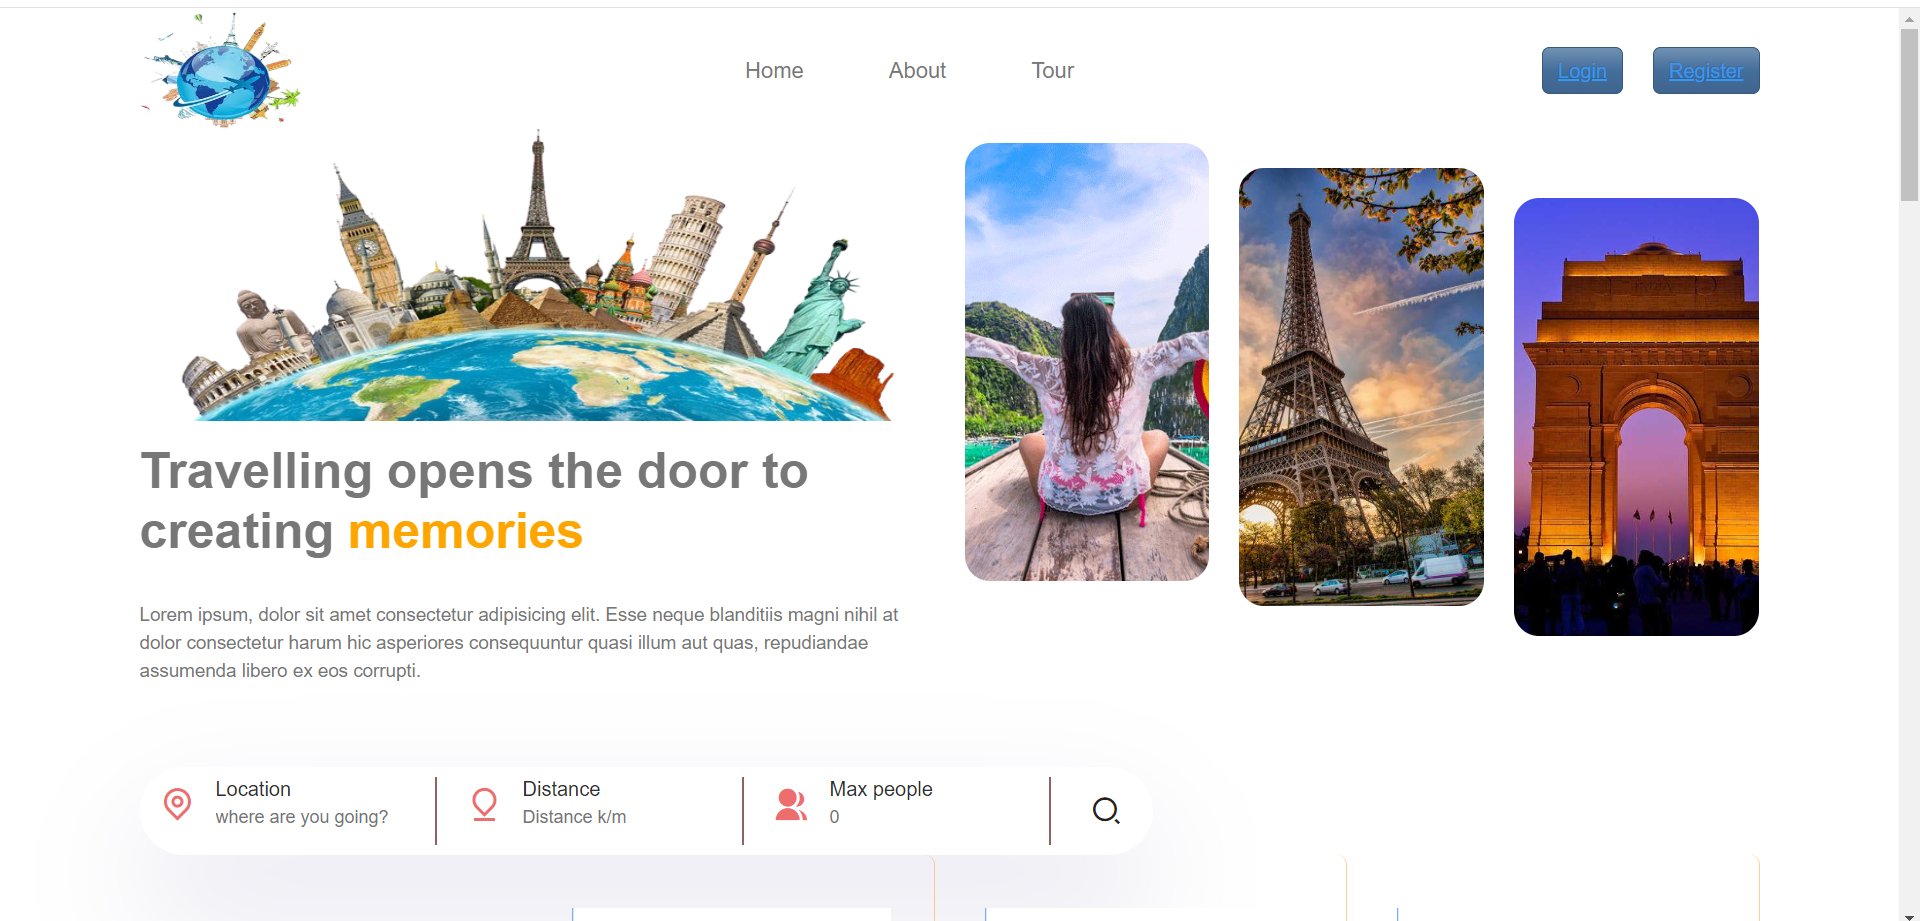 Home About Tour Login Register
Travelling opens the door to
creating memories
Lorem ipsum, dolor sit amet consectetur adipisicing elit. Esse neque blanditiis magni nihil at
dolor consectetur harum hic asperiores consequuntur quasi illum aut quas, repudiandae
assumenda libero ex eos corrupti.
Location
where are you going?
Distance
Distance k/m
Max people
0